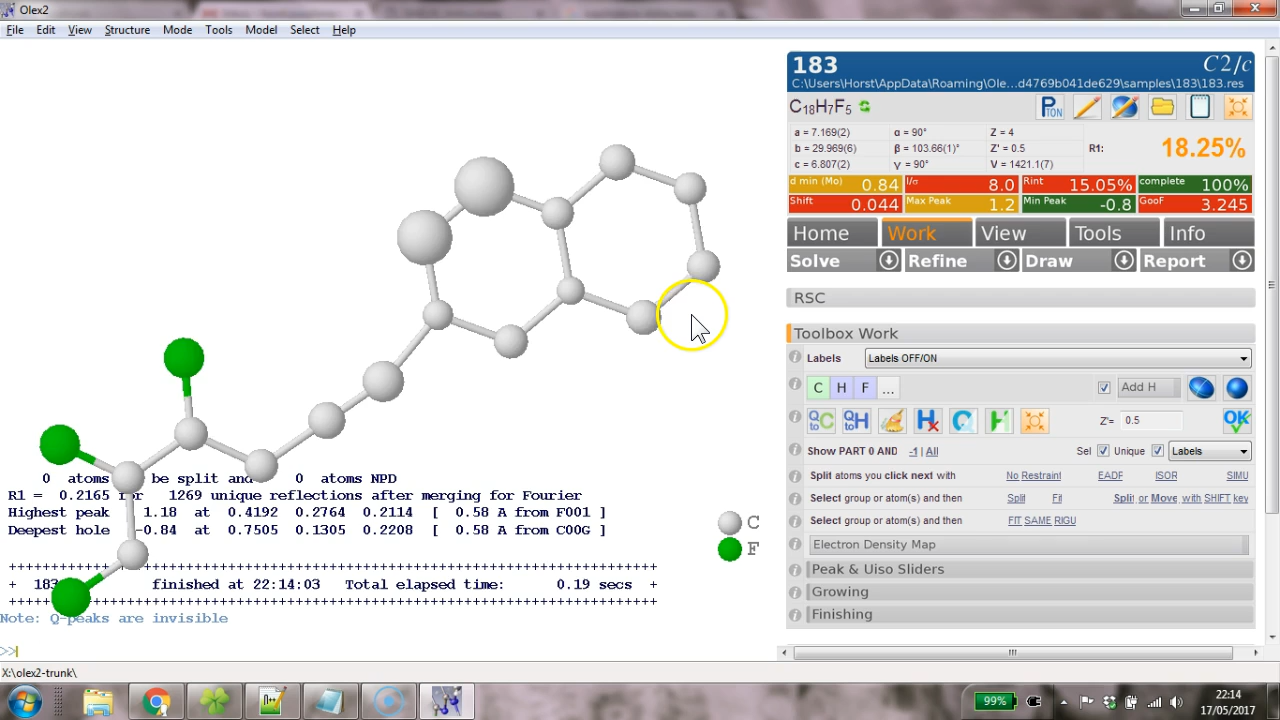 Olex2
File Edit View Structure Mode Tools Model Select Help
183 C2/c
C:\Users\Horst\AppData\Roaming\Ole...d4769b041de629\samples\183\183.res
C18H7F5
PLATON
a = 7.169(2) α = 90° Z = 4
b = 29.969(6) β = 103.66(1)° Z' = 0.5 R1: 18.25%
c = 6.807(2) γ = 90° V = 1421.1(7)
d min (Mo) 0.84 I/σ 8.0 Rint 15.05% complete 100%
Shift 0.044 Max Peak 1.2 Min Peak -0.8 GooF 3.245
Home Work View Tools Info
Solve Refine Draw Report
RSC
Toolbox Work
Labels Labels OFF/ON
C H F ... Add H
Q to C Q to H H Z'= 0.5 OK
Show PART 0 AND -1 | All Sel Unique Labels
Split atoms you click next with No Restraint EADP ISOR SIMU
Select group or atom(s) and then Split Fit Split or Move, with SHIFT key
Select group or atom(s) and then FIT SAME RIGU
Electron Density Map
Peak & Uiso Sliders
Growing
Finishing
0 atoms be split and 0 atoms NPD
R1 = 0.2165 for 1269 unique reflections after merging for Fourier
Highest peak 1.18 at 0.4192 0.2764 0.2114 [ 0.58 A from F001 ]
Deepest hole -0.84 at 0.7505 0.1305 0.2208 [ 0.58 A from C00G ]
C
F
++++++++++++++++++++++++++++++++++++++++++++++++++++++++++++++++
+ 183 finished at 22:14:03 Total elapsed time: 0.19 secs +
++++++++++++++++++++++++++++++++++++++++++++++++++++++++++++++++
Note: Q-peaks are invisible
>>
X:\olex2-trunk\
99%
22:14
17/05/2017